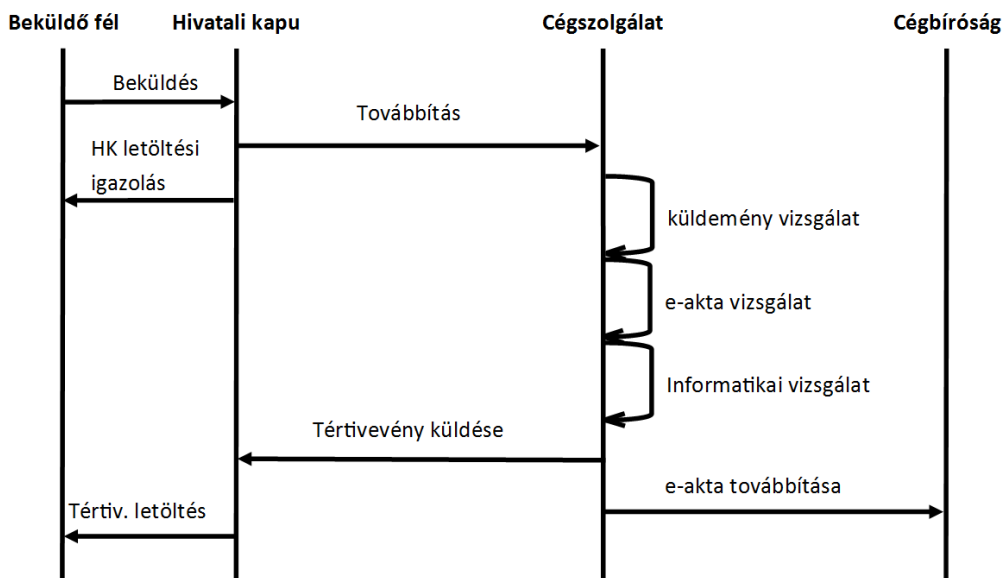 Beküldő fél
Hivatali kapu
Cégszolgálat
Cégbíróság
Beküldés
Továbbítás
HK letöltési
igazolás
küldemény vizsgálat
e-akta vizsgálat
Informatikai vizsgálat
Tértivevény küldése
e-akta továbbítása
Tértiv. letöltés